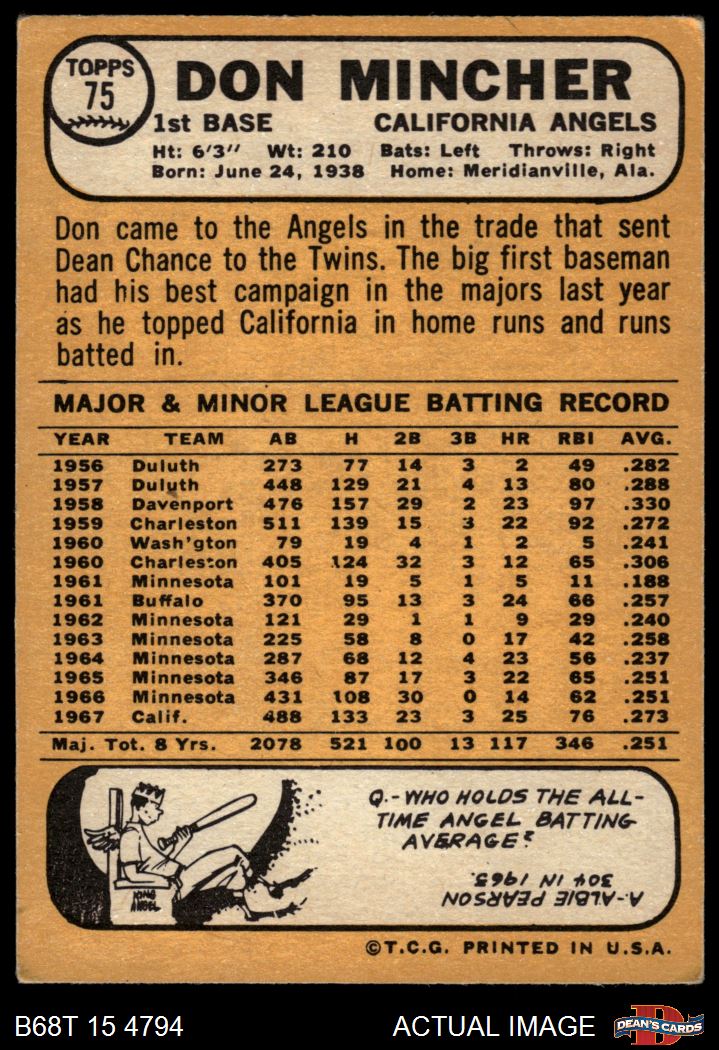 TOPPS
75
DON MINCHER
1st BASE CALIFORNIA ANGELS
Ht: 6'3" Wt: 210 Bats: Left Throws: Right
Born: June 24, 1938 Home: Meridianville, Ala.
Don came to the Angels in the trade that sent
Dean Chance to the Twins. The big first baseman
had his best campaign in the majors last year
as he topped California in home runs and runs
batted in.
MAJOR & MINOR LEAGUE BATTING RECORD
YEAR TEAM AB H 2B 3B HR RBI AVG.
1956 Duluth 273 77 14 3 2 49 .282
1957 Duluth 448 129 21 4 13 80 .288
1958 Davenport 476 157 29 2 23 97 .330
1959 Charleston 511 139 15 3 22 92 .272
1960 Wash'gton 79 19 4 1 2 5 .241
1960 Charleston 405 124 32 3 12 65 .306
1961 Minnesota 101 19 5 1 5 11 .188
1961 Buffalo 370 95 13 3 24 66 .257
1962 Minnesota 121 29 1 1 9 29 .240
1963 Minnesota 225 58 8 0 17 42 .258
1964 Minnesota 287 68 12 4 23 56 .237
1965 Minnesota 346 87 17 3 22 65 .251
1966 Minnesota 431 108 30 0 14 62 .251
1967 Calif. 488 133 23 3 25 76 .273
Maj. Tot. 8 Yrs. 2078 521 100 13 117 346 .251
KING
ANGEL
Q.-WHO HOLDS THE ALL-
TIME ANGEL BATTING
AVERAGE?
A-ALBIE PEARSON
304 IN 1963.
©T.C.G. PRINTED IN U.S.A.
B68T 15 4794 ACTUAL IMAGE
D
DEAN'S CARDS